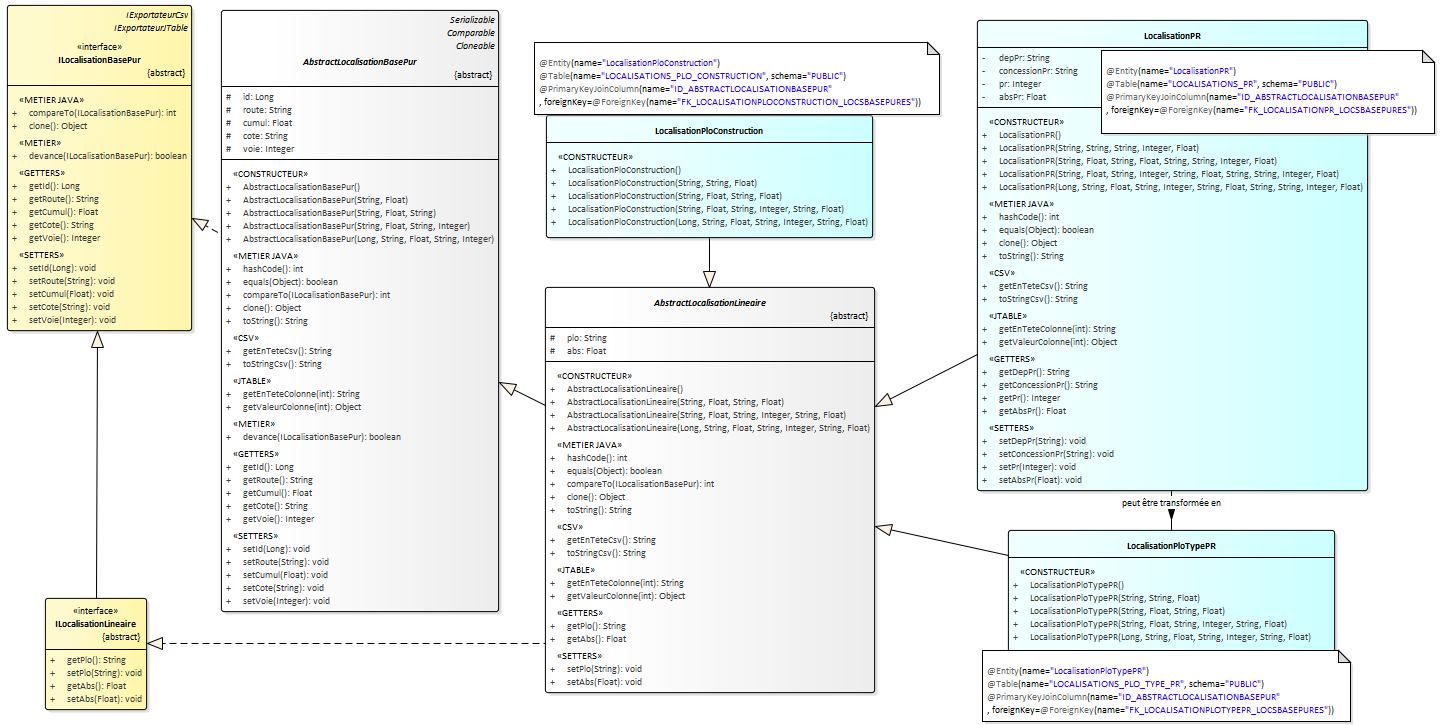 IExportateurCsv
IExportateurJTable
«interface»
ILocalisationBasePur
{abstract}
«METIER JAVA»
+ compareTo(ILocalisationBasePur): int
+ clone(): Object
«METIER»
+ devance(ILocalisationBasePur): boolean
«GETTERS»
+ getId(): Long
+ getRoute(): String
+ getCumul(): Float
+ getCote(): String
+ getVoie(): Integer
«SETTERS»
+ setId(Long): void
+ setRoute(String): void
+ setCumul(Float): void
+ setCote(String): void
+ setVoie(Integer): void
«interface»
ILocalisationLineaire
{abstract}
+ getPlo(): String
+ setPlo(String): void
+ getAbs(): Float
+ setAbs(Float): void
Serializable
Comparable
Cloneable
AbstractLocalisationBasePur
{abstract}
# id: Long
# route: String
# cumul: Float
# cote: String
# voie: Integer
«CONSTRUCTEUR»
+ AbstractLocalisationBasePur()
+ AbstractLocalisationBasePur(String, Float)
+ AbstractLocalisationBasePur(String, Float, String)
+ AbstractLocalisationBasePur(String, Float, String, Integer)
+ AbstractLocalisationBasePur(Long, String, Float, String, Integer)
«METIER JAVA»
+ hashCode(): int
+ equals(Object): boolean
+ compareTo(ILocalisationBasePur): int
+ clone(): Object
+ toString(): String
«CSV»
+ getEnTeteCsv(): String
+ toStringCsv(): String
«JTABLE»
+ getEnTeteColonne(int): String
+ getValeurColonne(int): Object
«METIER»
+ devance(ILocalisationBasePur): boolean
«GETTERS»
+ getId(): Long
+ getRoute(): String
+ getCumul(): Float
+ getCote(): String
+ getVoie(): Integer
«SETTERS»
+ setId(Long): void
+ setRoute(String): void
+ setCumul(Float): void
+ setCote(String): void
+ setVoie(Integer): void
@Entity(name="LocalisationPloConstruction")
@Table(name="LOCALISATIONS_PLO_CONSTRUCTION", schema="PUBLIC")
@PrimaryKeyJoinColumn(name="ID_ABSTRACTLOCALISATIONBASEPUR"
, foreignKey=@ForeignKey(name="FK_LOCALISATIONPLOCONSTRUCTION_LOCSBASEPURES"))
LocalisationPloConstruction
«CONSTRUCTEUR»
+ LocalisationPloConstruction()
+ LocalisationPloConstruction(String, String, Float)
+ LocalisationPloConstruction(String, Float, String, Float)
+ LocalisationPloConstruction(String, Float, String, Integer, String, Float)
+ LocalisationPloConstruction(Long, String, Float, String, Integer, String, Float)
AbstractLocalisationLineaire
{abstract}
# plo: String
# abs: Float
«CONSTRUCTEUR»
+ AbstractLocalisationLineaire()
+ AbstractLocalisationLineaire(String, Float, String, Float)
+ AbstractLocalisationLineaire(String, Float, String, Integer, String, Float)
+ AbstractLocalisationLineaire(Long, String, Float, String, Integer, String, Float)
«METIER JAVA»
+ hashCode(): int
+ equals(Object): boolean
+ compareTo(ILocalisationBasePur): int
+ clone(): Object
+ toString(): String
«CSV»
+ getEnTeteCsv(): String
+ toStringCsv(): String
«JTABLE»
+ getEnTeteColonne(int): String
+ getValeurColonne(int): Object
«GETTERS»
+ getPlo(): String
+ getAbs(): Float
«SETTERS»
+ setPlo(String): void
+ setAbs(Float): void
LocalisationPR
- depPr: String
- concessionPr: String
- pr: Integer
- absPr: Float
@Entity(name="LocalisationPR")
@Table(name="LOCALISATIONS_PR", schema="PUBLIC")
@PrimaryKeyJoinColumn(name="ID_ABSTRACTLOCALISATIONBASEPUR"
, foreignKey=@ForeignKey(name="FK_LOCALISATIONPR_LOCSBASEPURES"))
«CONSTRUCTEUR»
+ LocalisationPR()
+ LocalisationPR(String, String, String, Integer, Float)
+ LocalisationPR(String, Float, String, Float, String, String, Integer, Float)
+ LocalisationPR(String, Float, String, Integer, String, Float, String, String, Integer, Float)
+ LocalisationPR(Long, String, Float, String, Integer, String, Float, String, String, Integer, Float)
«METIER JAVA»
+ hashCode(): int
+ equals(Object): boolean
+ clone(): Object
+ toString(): String
«CSV»
+ getEnTeteCsv(): String
+ toStringCsv(): String
«JTABLE»
+ getEnTeteColonne(int): String
+ getValeurColonne(int): Object
«GETTERS»
+ getDepPr(): String
+ getConcessionPr(): String
+ getPr(): Integer
+ getAbsPr(): Float
«SETTERS»
+ setDepPr(String): void
+ setConcessionPr(String): void
+ setPr(Integer): void
+ setAbsPr(Float): void
peut être transformée en
LocalisationPloTypePR
«CONSTRUCTEUR»
+ LocalisationPloTypePR()
+ LocalisationPloTypePR(String, String, Float)
+ LocalisationPloTypePR(String, Float, String, Float)
+ LocalisationPloTypePR(String, Float, String, Integer, String, Float)
+ LocalisationPloTypePR(Long, String, Float, String, Integer, String, Float)
@Entity(name="LocalisationPloTypePR")
@Table(name="LOCALISATIONS_PLO_TYPE_PR", schema="PUBLIC")
@PrimaryKeyJoinColumn(name="ID_ABSTRACTLOCALISATIONBASEPUR"
, foreignKey=@ForeignKey(name="FK_LOCALISATIONPLOTYPEPR_LOCSBASEPURES"))